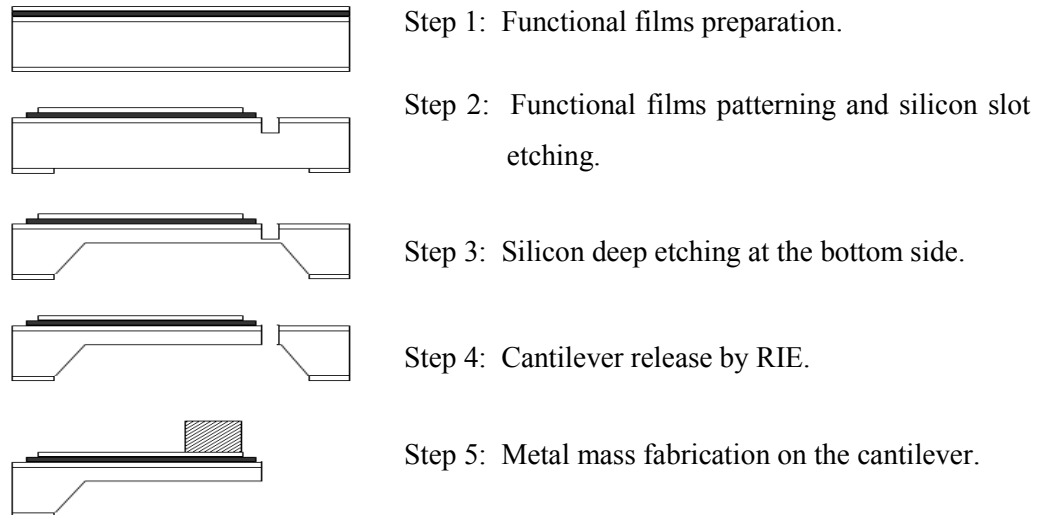 Step 1: Functional films preparation.
Step 2: Functional films patterning and silicon slot
etching.
Step 3: Silicon deep etching at the bottom side.
Step 4: Cantilever release by RIE.
Step 5: Metal mass fabrication on the cantilever.